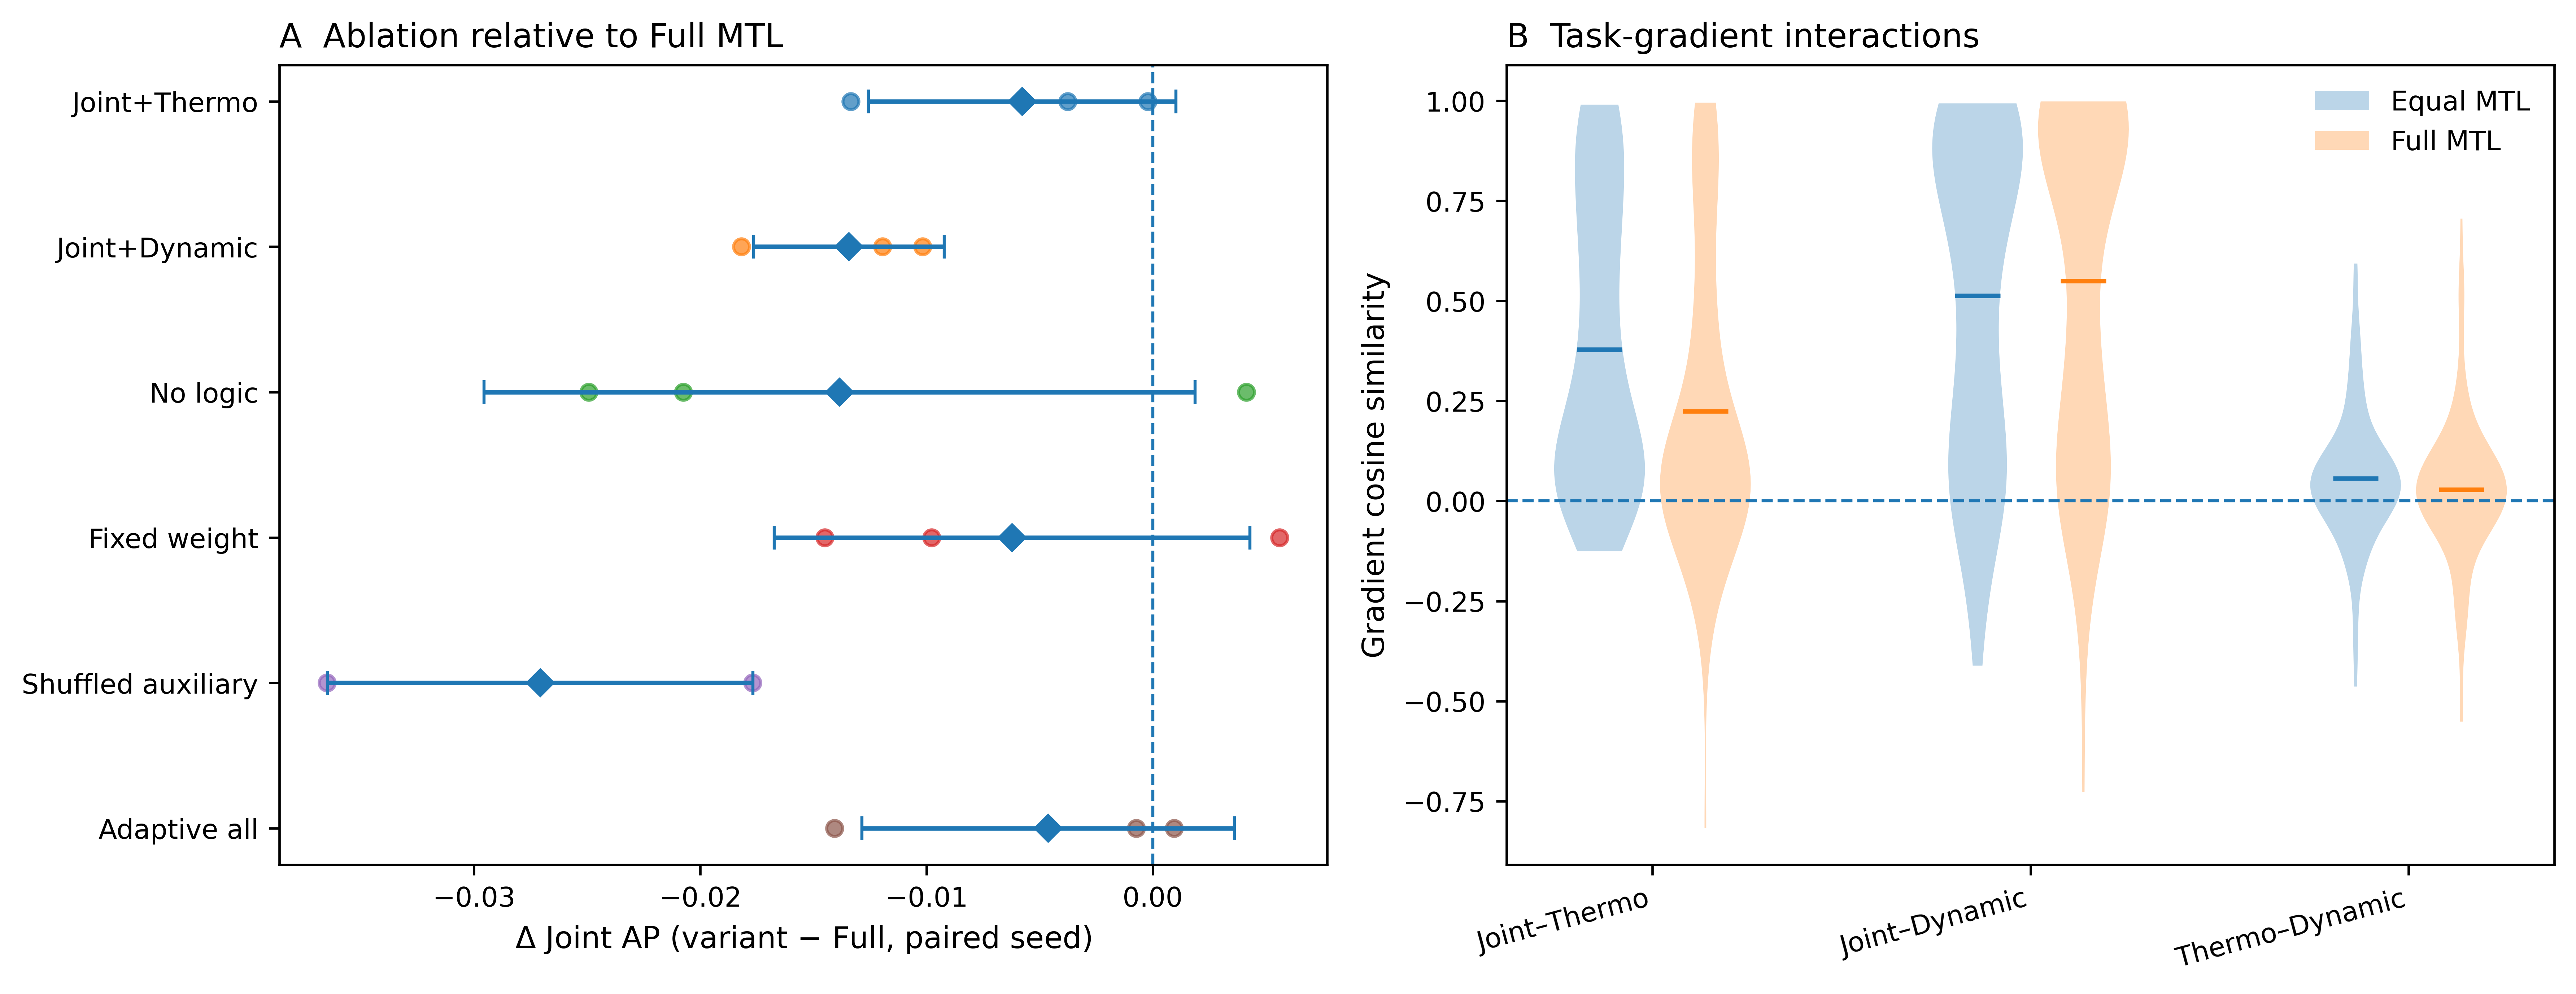 A  Ablation relative to Full MTL
Joint+Thermo
Joint+Dynamic
No logic
Fixed weight
Shuffled auxiliary
Adaptive all
−0.03
−0.02
−0.01
0.00
Δ Joint AP (variant − Full, paired seed)
B  Task-gradient interactions
Gradient cosine similarity
1.00
0.75
0.50
0.25
0.00
−0.25
−0.50
−0.75
Equal MTL
Full MTL
Joint–Thermo
Joint–Dynamic
Thermo–Dynamic